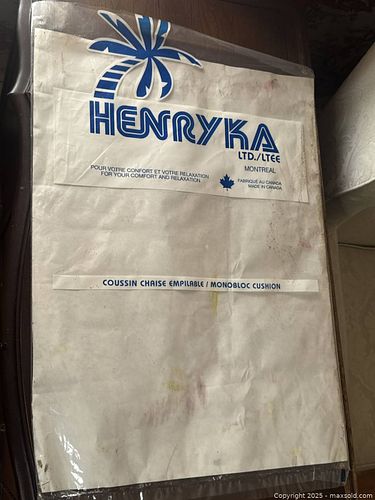 HENRYKA
LTD./LTEE
MONTREAL
POUR VOTRE CONFORT ET VOTRE RELAXATION
FOR YOUR COMFORT AND RELAXATION
FABRIQUE AU CANADA
MADE IN CANADA
COUSSIN CHAISE EMPILABLE / MONOBLOC CUSHION
Copyright © 2025 - maxsold.com